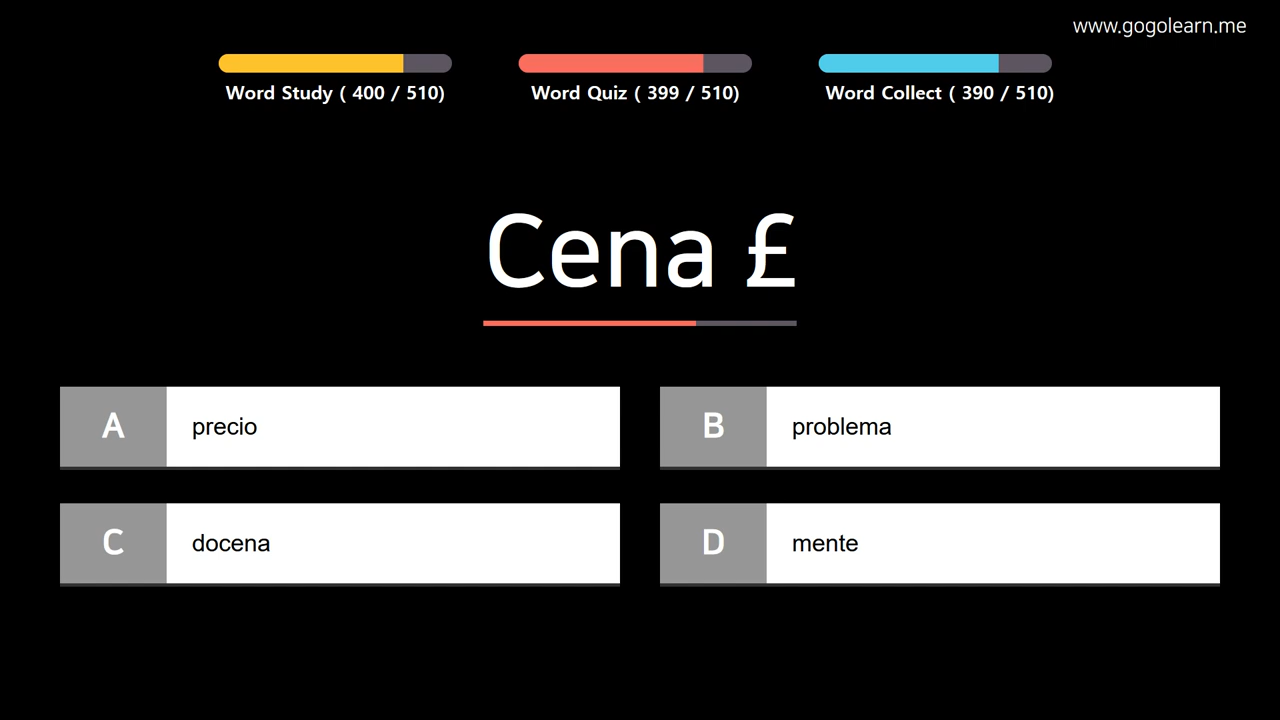 www.gogolearn.me
Word Study ( 400 / 510)
Word Quiz ( 399 / 510)
Word Collect ( 390 / 510)
Cena £
A precio
B problema
C docena
D mente